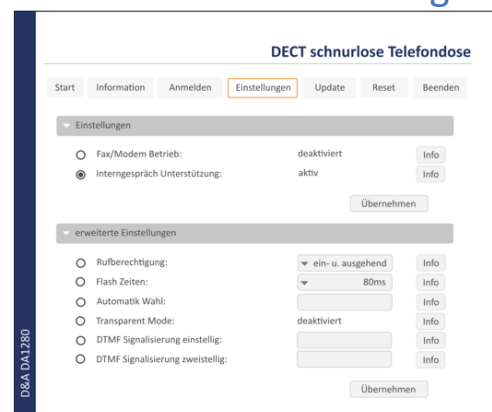 DECT schnurlose Telefondose
Start Information Anmelden Einstellungen Update Reset Beenden
Einstellungen
Fax/Modem Betrieb: deaktiviert Info
Interngespräch Unterstützung: aktiv Info
Übernehmen
erweiterte Einstellungen
Rufberechtigung: ein- u. ausgehend Info
Flash Zeiten: 80ms Info
Automatik Wahl: Info
Transparent Mode: deaktiviert Info
DTMF Signalisierung einstellig: Info
DTMF Signalisierung zweistellig: Info
Übernehmen
D&A DA1280